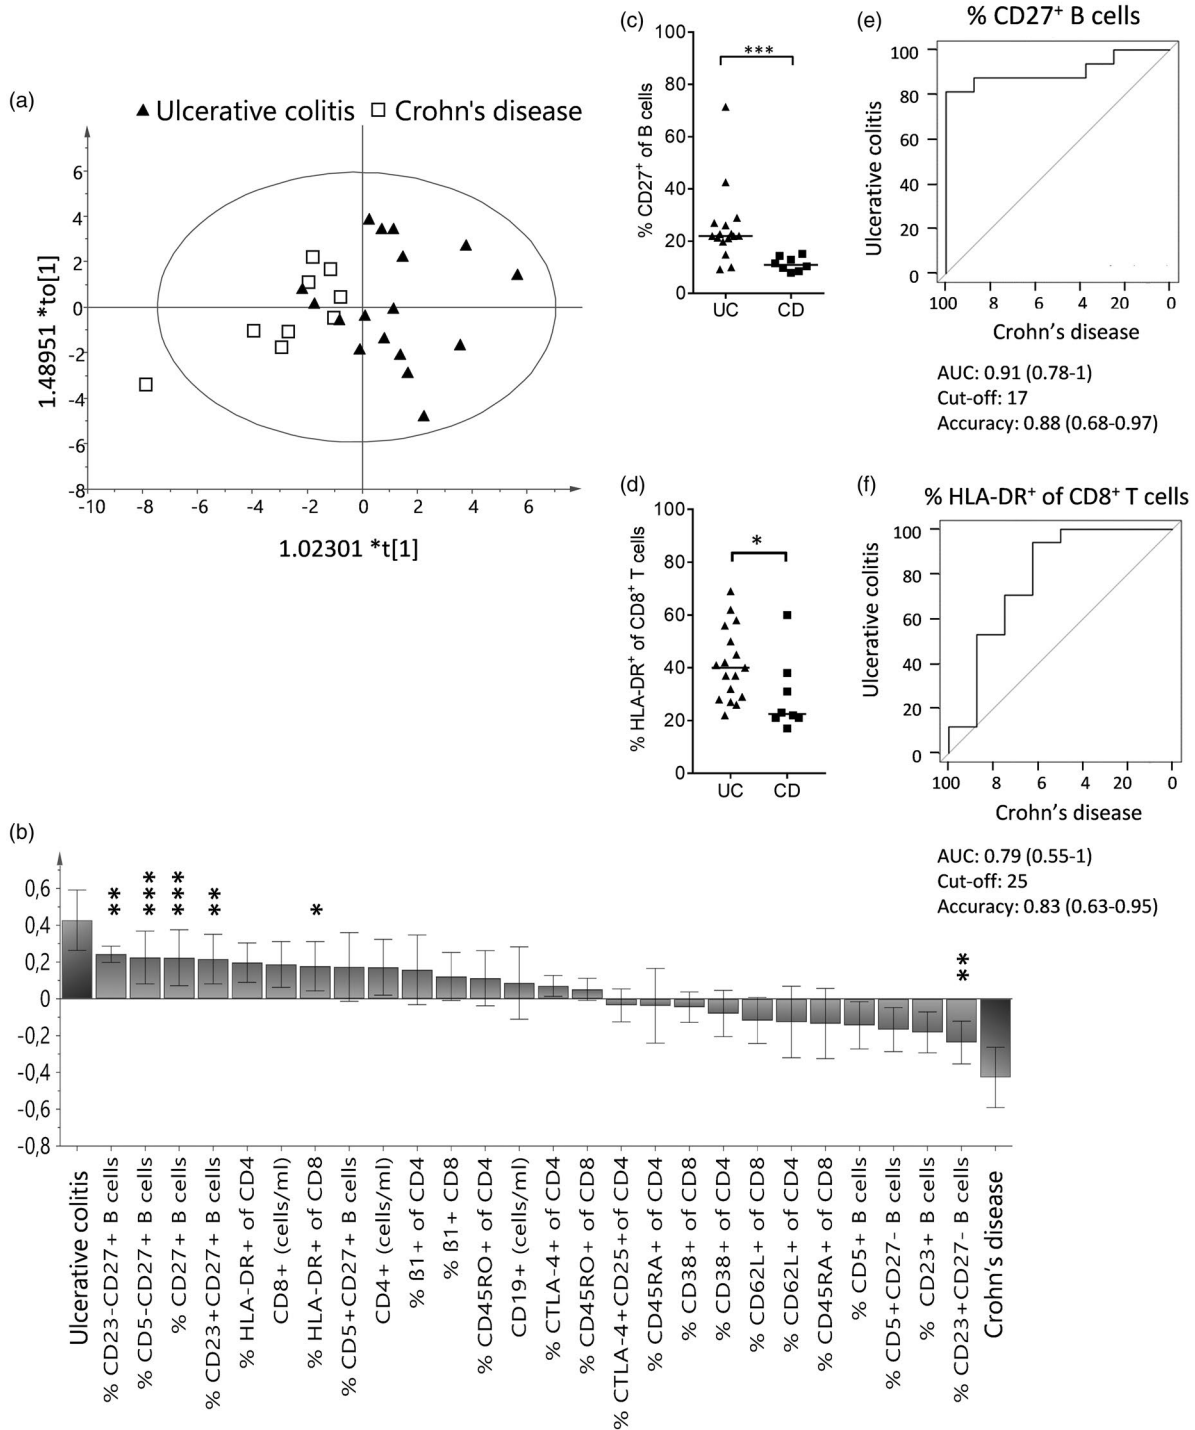 (a)
▲ Ulcerative colitis □ Crohn's disease
6
4
2
0
-2
-4
-6
-8
-10 -8 -6 -4 -2 0 2 4 6
1.48951 *to[1]
1.02301 *t[1]
(c)
100
80
60
40
20
0
% CD27+ of B cells
***
UC CD
(e)
% CD27+ B cells
100
80
60
40
20
0
Ulcerative colitis
100 8 6 4 20 0
Crohn's disease
AUC: 0.91 (0.78-1)
Cut-off: 17
Accuracy: 0.88 (0.68-0.97)
(d)
100
80
60
40
20
0
% HLA-DR+ of CD8+ T cells
*
UC CD
(f)
% HLA-DR+ of CD8+ T cells
100
80
60
40
20
0
Ulcerative colitis
100 8 6 4 20 0
Crohn's disease
AUC: 0.79 (0.55-1)
Cut-off: 25
Accuracy: 0.83 (0.63-0.95)
(b)
0,6
0,4
0,2
0
-0,2
-0,4
-0,6
-0,8
** *** *** ** * **
Ulcerative colitis
% CD23-CD27+ B cells
% CD5-CD27+ B cells
% CD27+ B cells
% CD23+CD27+ B cells
% HLA-DR+ of CD4
CD8+ (cells/ml)
% HLA-DR+ of CD8
% CD5+CD27+ B cells
CD4+ (cells/ml)
% ß1+ of CD4
% ß1+ of CD8
% CD45RO+ of CD4
CD19+ (cells/ml)
% CTLA-4+ of CD4
% CD45RO+ of CD8
% CTLA-4+CD25+of CD4
% CD45RA+ of CD4
% CD38+ of CD8
% CD38+ of CD4
% CD62L+ of CD8
% CD62L+ of CD4
% CD45RA+ of CD8
% CD5+ B cells
% CD5+CD27- B cells
% CD23+ B cells
% CD23+CD27- B cells
Crohn's disease